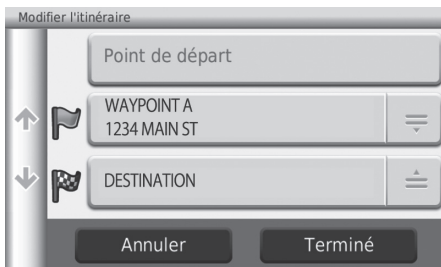 Modifier l'itinéraire
Point de départ
WAYPOINT A
1234 MAIN ST
DESTINATION
Annuler
Terminé